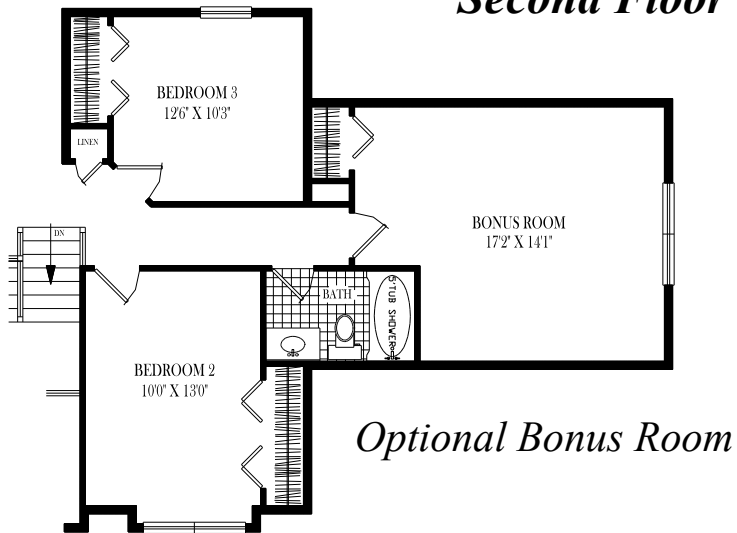 Second Floor
BEDROOM 3
12'6" X 10'3"
LINEN
DN
BONUS ROOM
17'2" X 14'1"
BATH
5'TUB SHOWER
BEDROOM 2
10'0" X 13'0"
Optional Bonus Room